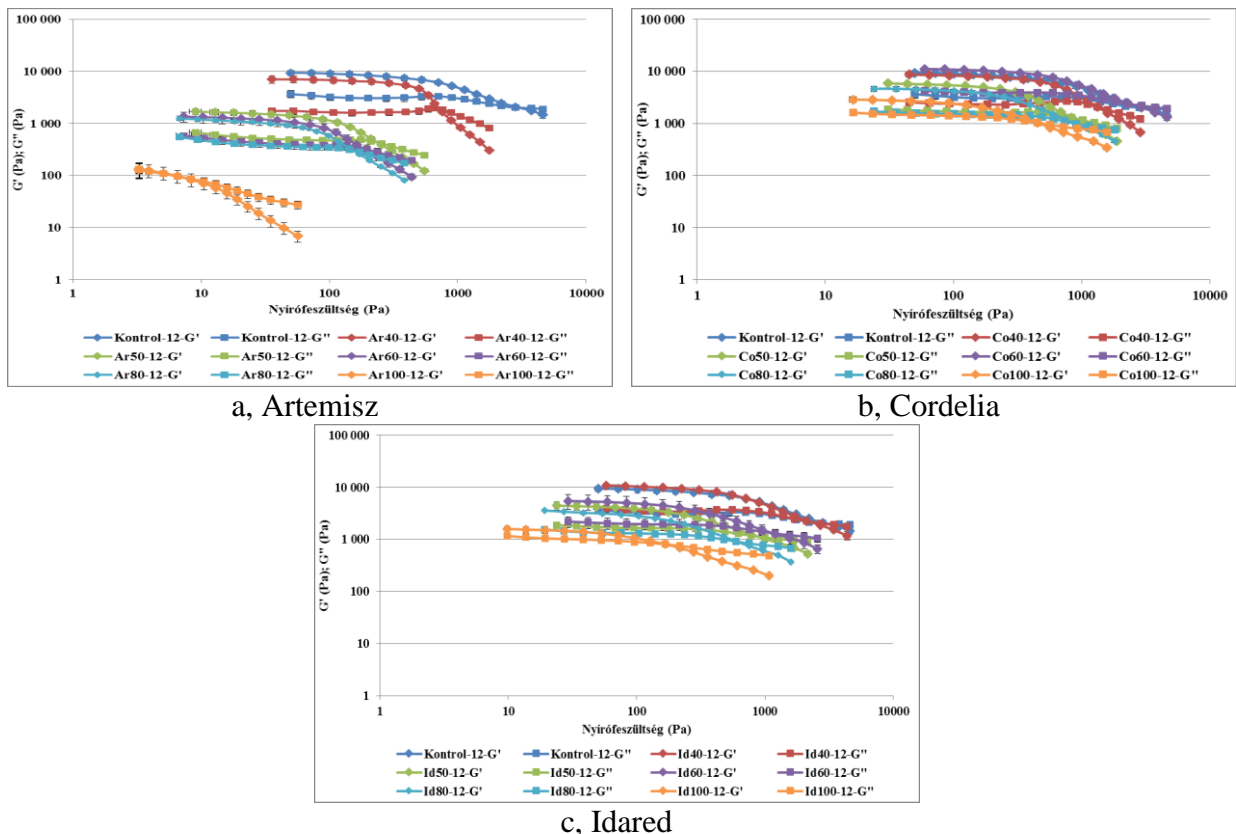 100 000
10 000
1 000
100
10
1
G' (Pa); G" (Pa)
1 10 100 1000 10000
Nyírófeszültség (Pa)
Kontrol-12-G' Kontrol-12-G" Ar40-12-G' Ar40-12-G"
Ar50-12-G' Ar50-12-G" Ar60-12-G' Ar60-12-G"
Ar80-12-G' Ar80-12-G" Ar100-12-G' Ar100-12-G"
a, Artemisz
100 000
10 000
1 000
100
10
1
G' (Pa); G" (Pa)
1 10 100 1000 10000
Nyírófeszültség (Pa)
Kontrol-12-G' Kontrol-12-G" Co40-12-G' Co40-12-G"
Co50-12-G' Co50-12-G" Co60-12-G' Co60-12-G"
Co80-12-G' Co80-12-G" Co100-12-G' Co100-12-G"
b, Cordelia
100 000
10 000
1 000
100
10
1
G' (Pa); G" (Pa)
1 10 100 1000 10000
Nyírófeszültség (Pa)
Kontrol-12-G' Kontrol-12-G" Id40-12-G' Id40-12-G"
Id50-12-G' Id50-12-G" Id60-12-G' Id60-12-G"
Id80-12-G' Id80-12-G" Id100-12-G' Id100-12-G"
c, Idared